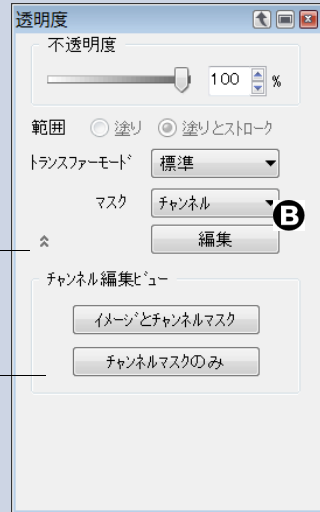 透明度
不透明度
100 %
範囲 塗り 塗りとストローク
トランスファーモード 標準
マスク チャンネル
B
編集
チャンネル編集ビュー
イメージとチャンネルマスク
チャンネルマスクのみ